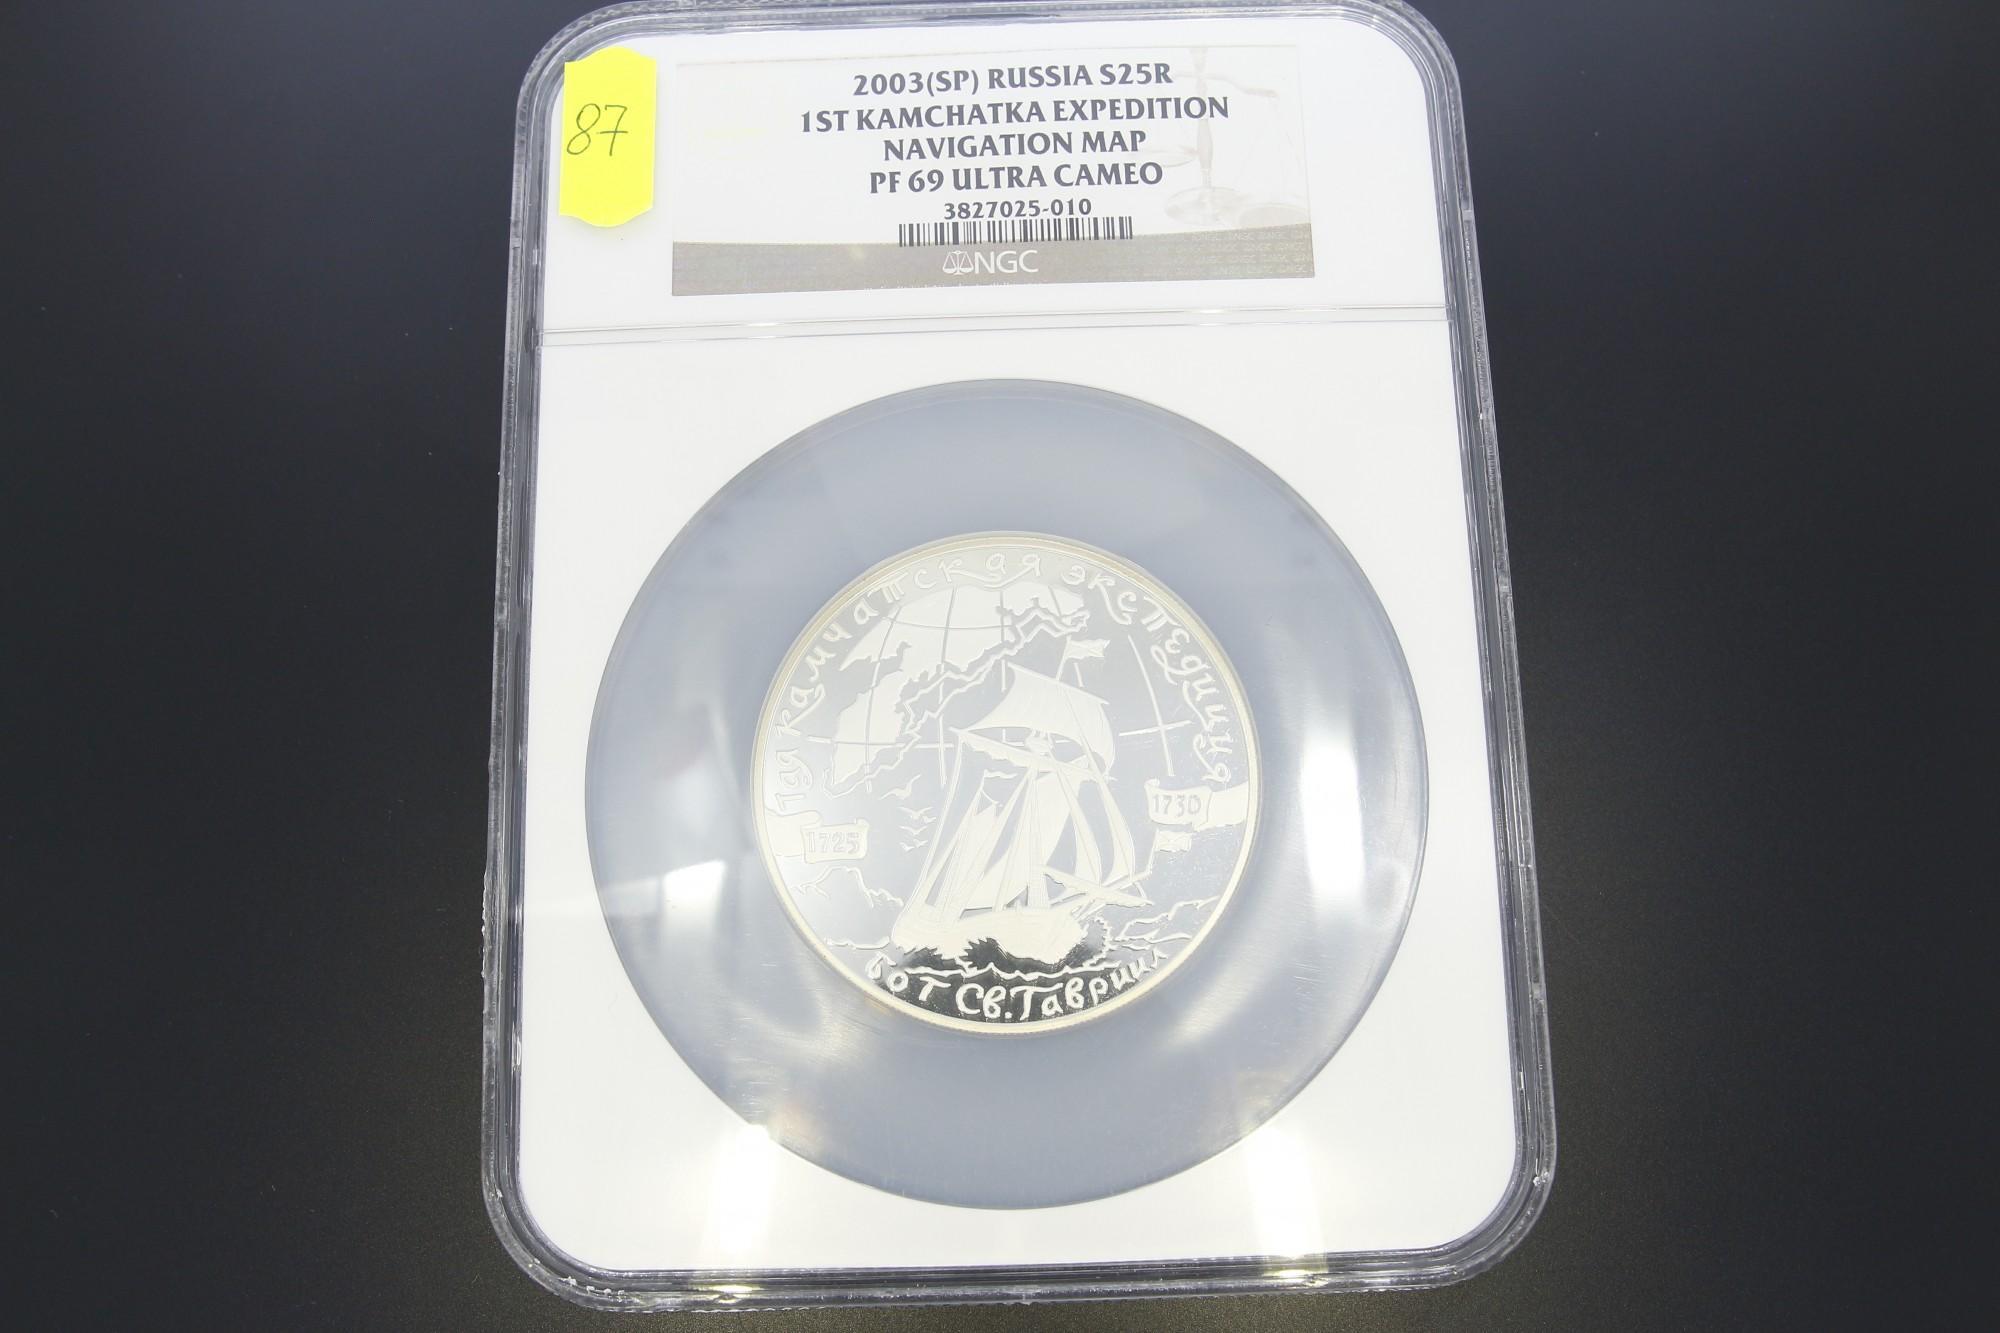 87
2003(SP) RUSSIA S25R
1ST KAMCHATKA EXPEDITION
NAVIGATION MAP
PF 69 ULTRA CAMEO
3827025-010
NGC
1ая камчатская экспедиция
1725
1730
бот Св. Гавриил